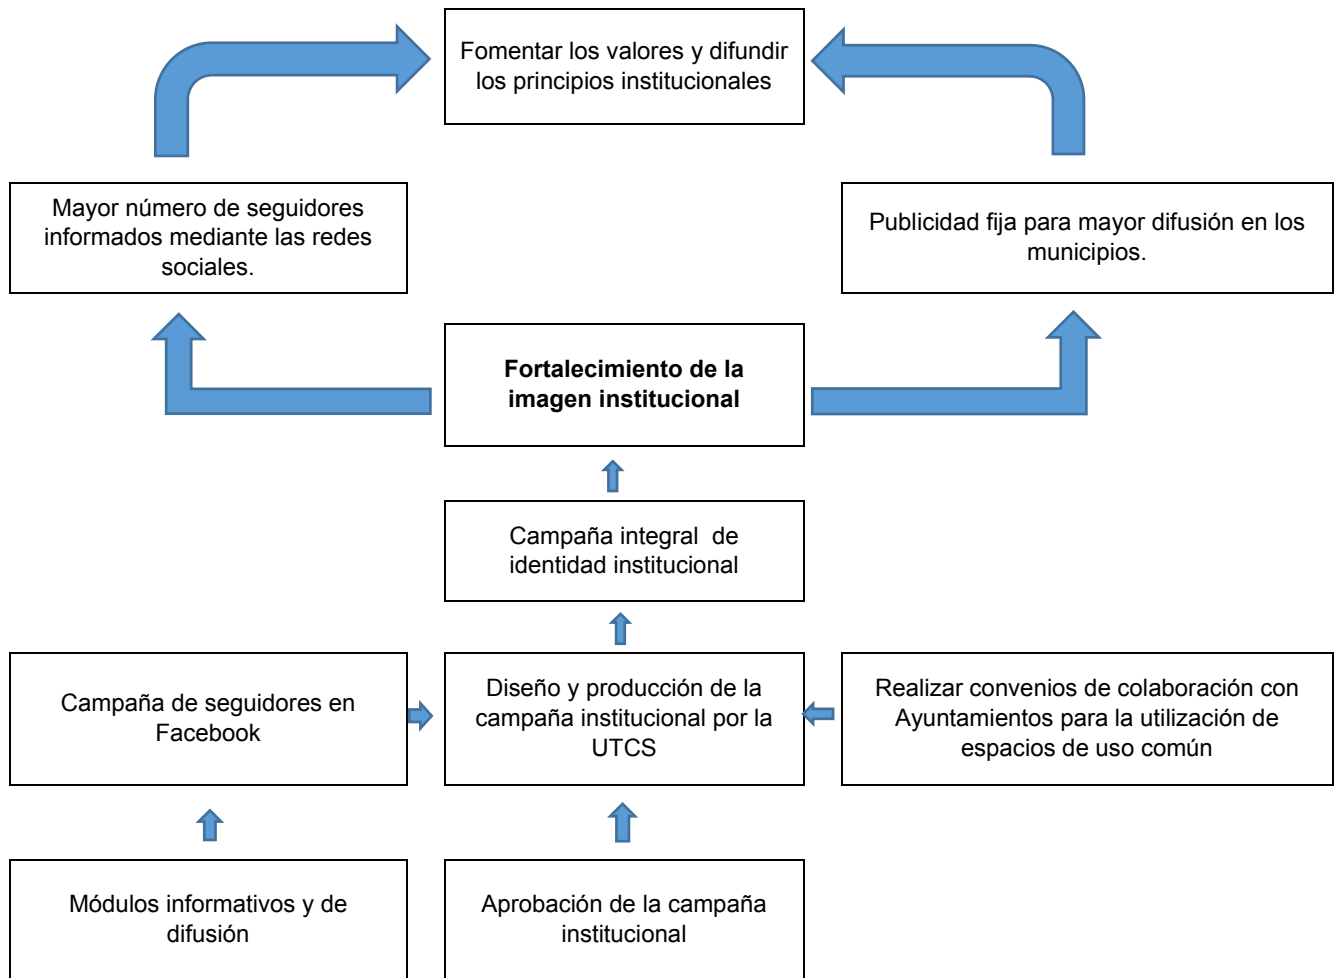 Fomentar los valores y difundir
los principios institucionales
Mayor número de seguidores
informados mediante las redes
sociales.
Publicidad fija para mayor difusión en los
municipios.
Fortalecimiento de la
imagen institucional
Campaña integral  de
identidad institucional
Campaña de seguidores en
Facebook
Diseño y producción de la
campaña institucional por la
UTCS
Realizar convenios de colaboración con
Ayuntamientos para la utilización de
espacios de uso común
Módulos informativos y de
difusión
Aprobación de la campaña
institucional